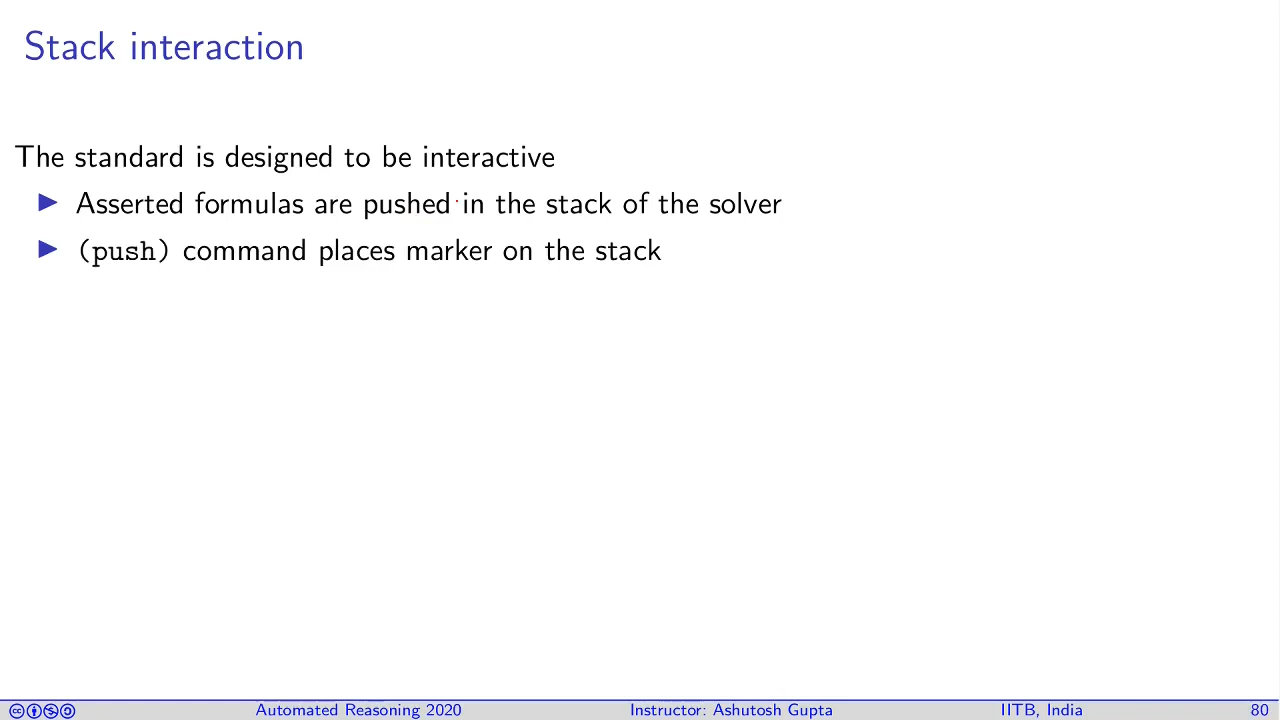 Stack interaction
The standard is designed to be interactive
Asserted formulas are pushed in the stack of the solver
(push) command places marker on the stack
Automated Reasoning 2020 Instructor: Ashutosh Gupta IITB, India 80